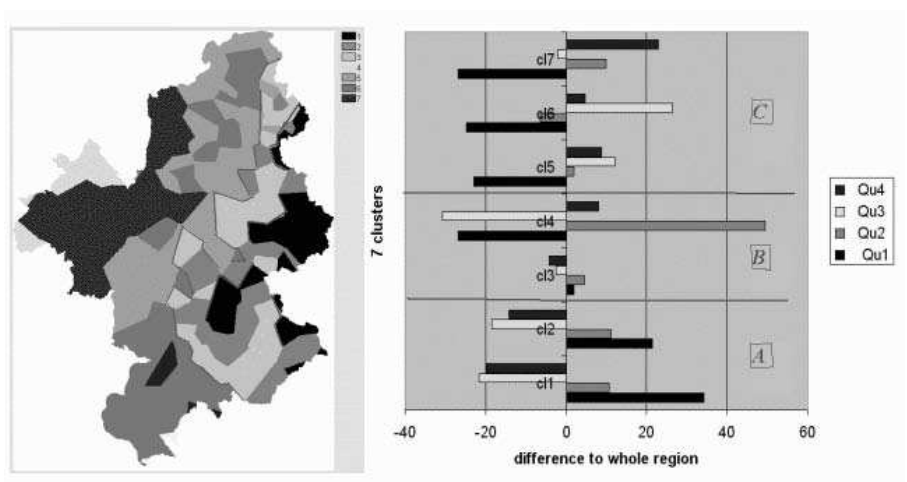 1
2
3
4
5
6
7
7 clusters
cl7
cl6
cl5
cl4
cl3
cl2
cl1
C
B
A
-40 -20 0 20 40 60
difference to whole region
Qu4
Qu3
Qu2
Qu1